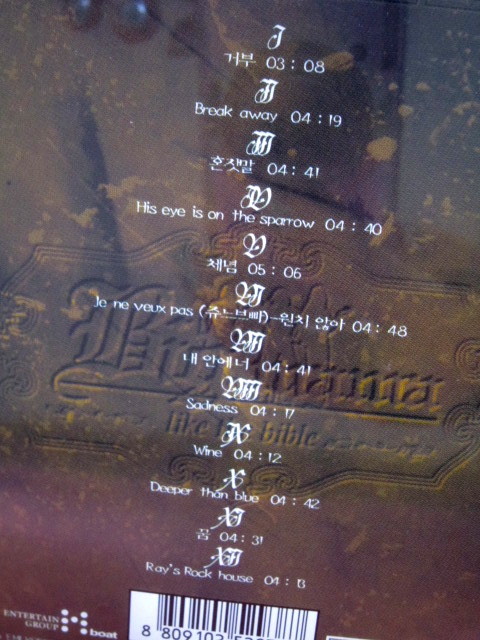 I
거부 03 : 08
II
Break away 04 : 19
III
혼잣말 04 : 41
IV
His eye is on the sparrow 04 : 40
V
체념 05 : 06
VI
Je ne veux pas (쥬느브빠)-원치 않아 04 : 48
VII
내 안에 너 04 : 41
VIII
Sadness 04 : 17
like the bible
IX
Wine 04 : 12
X
Deeper than blue 04 : 42
XI
꿈 04 : 31
XII
Ray's Rock house 04 : 13
ENTERTAIN
GROUP
boat
8 809102